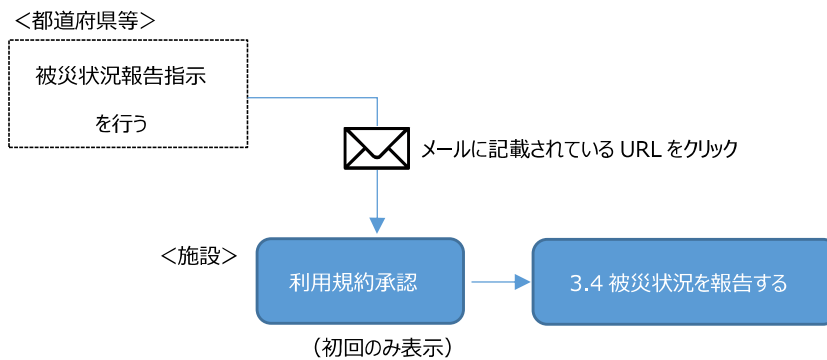 ＜都道府県等＞
被災状況報告指示
を行う
メールに記載されている URL をクリック
＜施設＞
利用規約承認
3.4 被災状況を報告する
（初回のみ表示）